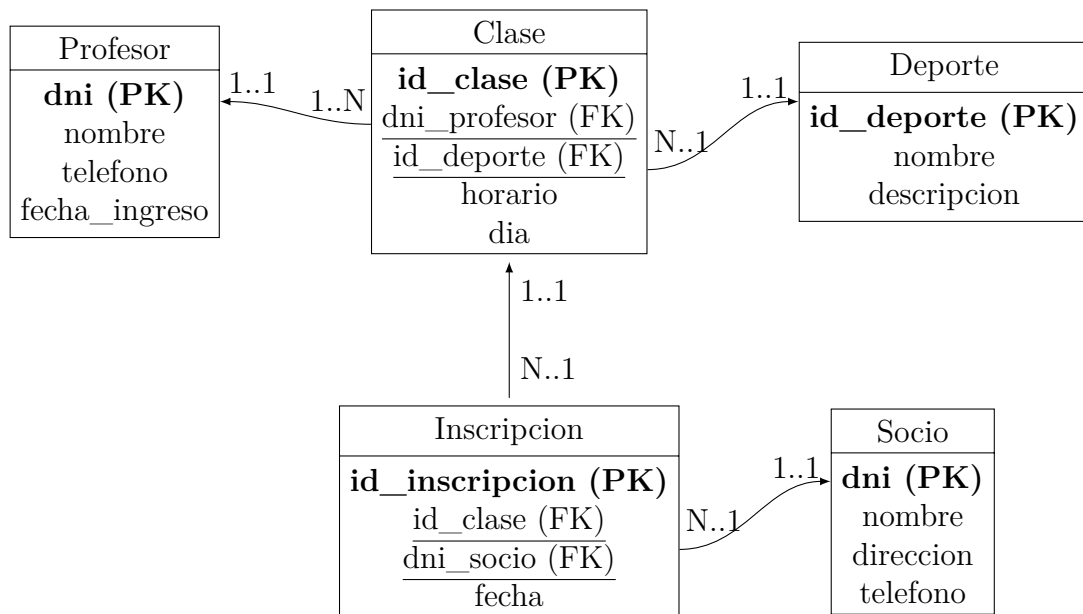 Profesor
dni (PK)
nombre
telefono
fecha_ingreso
1..1
1..N
Clase
id_clase (PK)
dni_profesor (FK)
id_deporte (FK)
horario
dia
N..1
1..1
Deporte
id_deporte (PK)
nombre
descripcion
1..1
N..1
Inscripcion
id_inscripcion (PK)
id_clase (FK)
dni_socio (FK)
fecha
N..1
1..1
Socio
dni (PK)
nombre
direccion
telefono